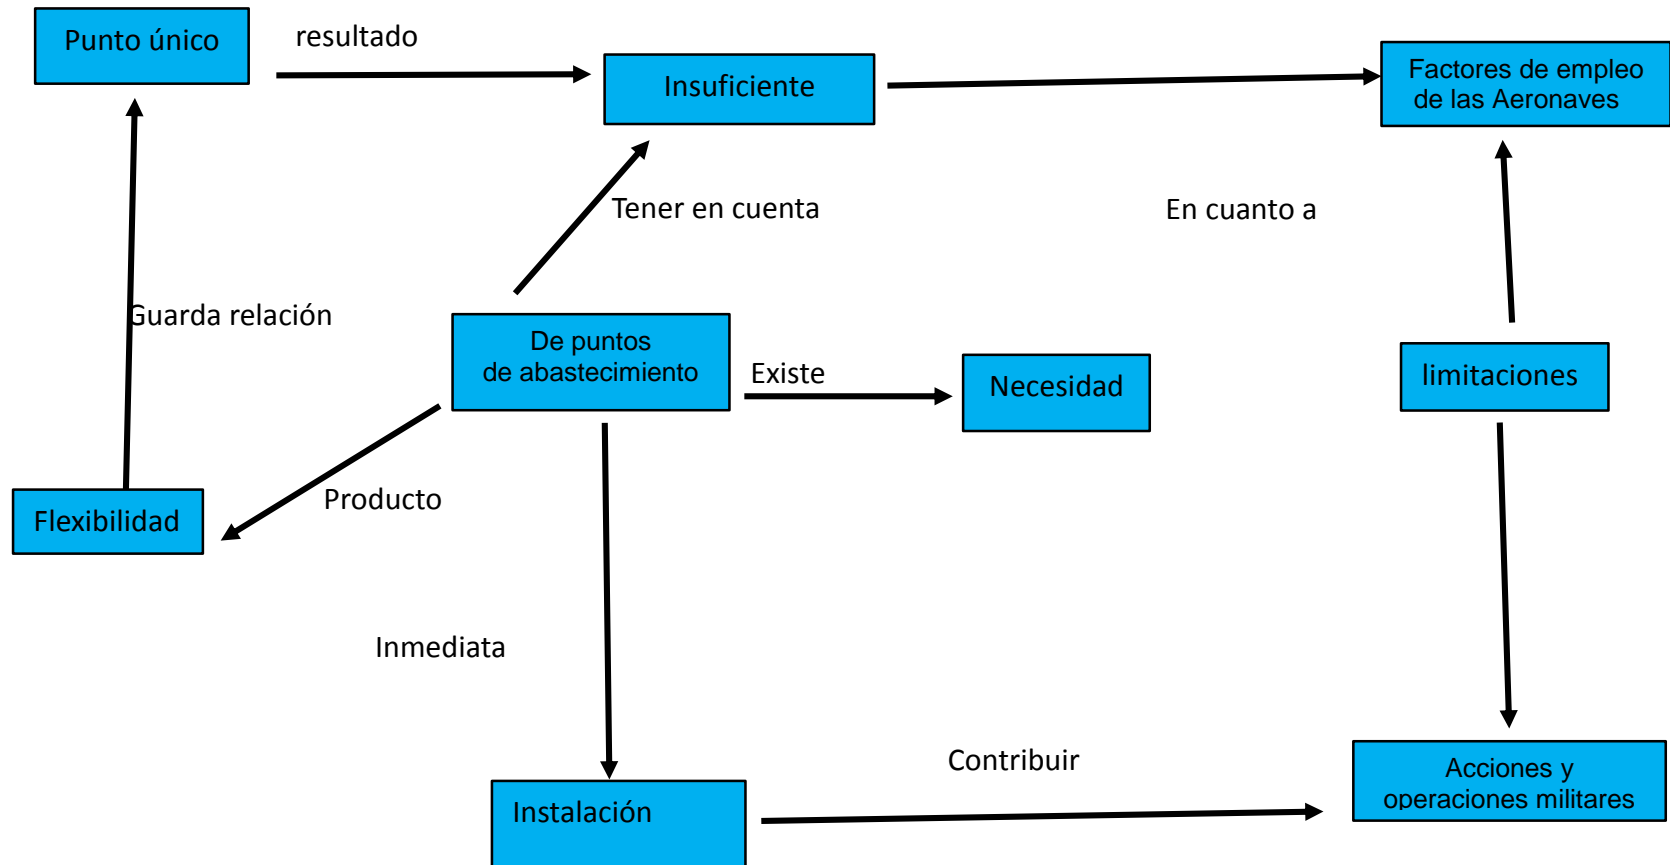 Punto único
resultado
Insuficiente
Factores de empleo
de las Aeronaves
Tener en cuenta
En cuanto a
Guarda relación
De puntos
de abastecimiento
Existe
Necesidad
limitaciones
Flexibilidad
Producto
Inmediata
Contribuir
Instalación
Acciones y
operaciones militares